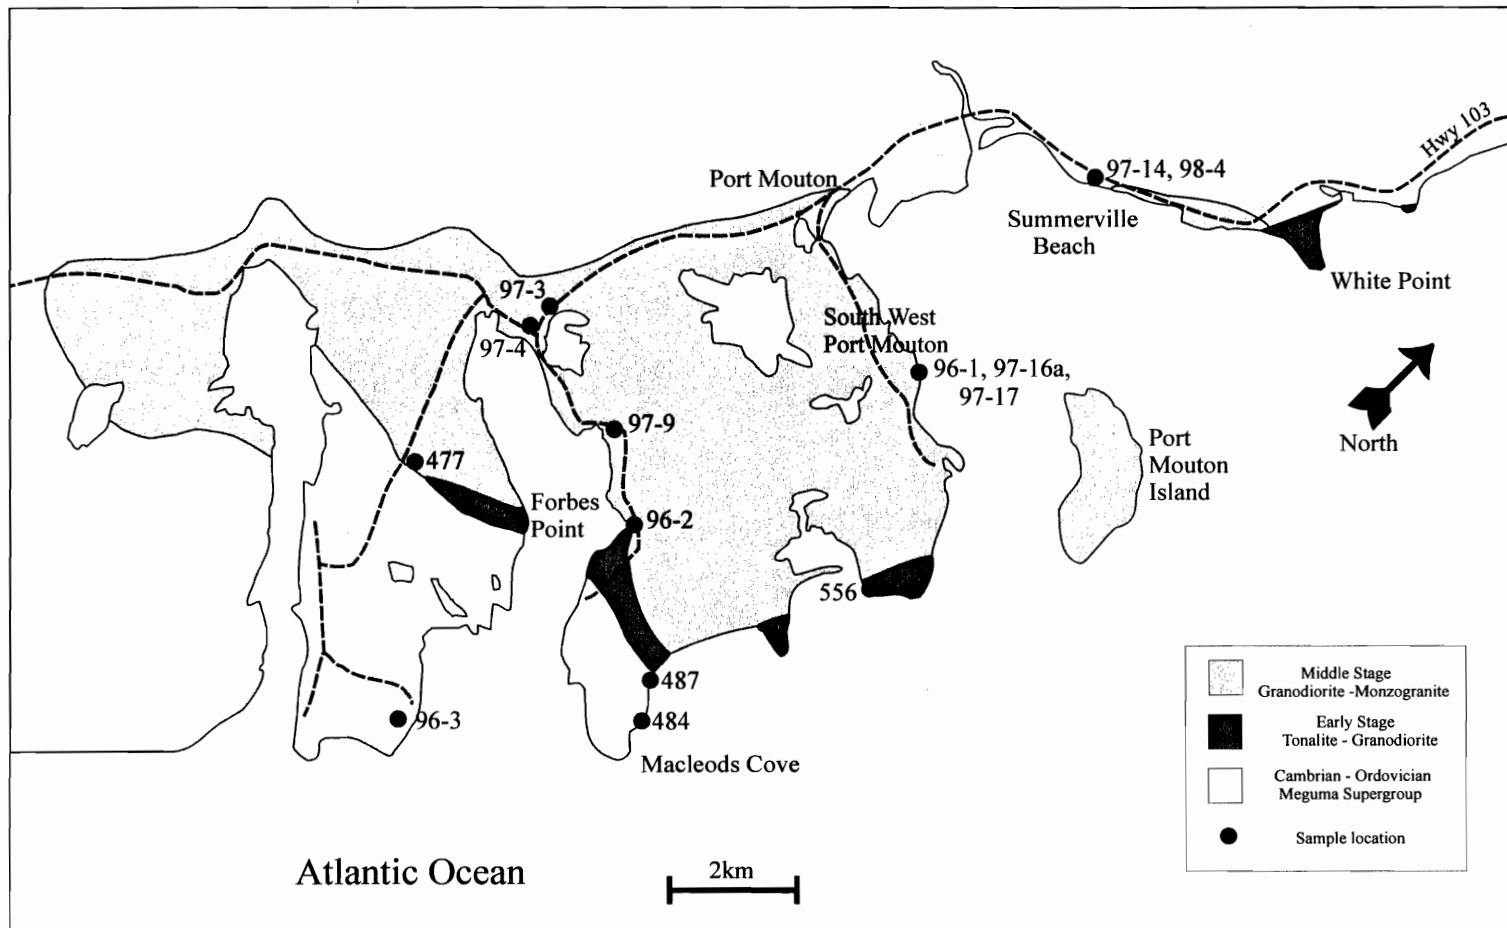 Hwy 103
97-14, 98-4
Port Mouton
Summerville
Beach
White Point
97-3
97-4
South West
Port Mouton
96-1, 97-16a,
97-17
97-9
477
Port
Mouton
Island
North
Forbes
Point
96-2
556
487
96-3
484
Macleods Cove
Middle Stage
Granodiorite -Monzogranite
Early Stage
Tonalite - Granodiorite
Cambrian - Ordovician
Meguma Supergroup
Sample location
Atlantic Ocean
2km